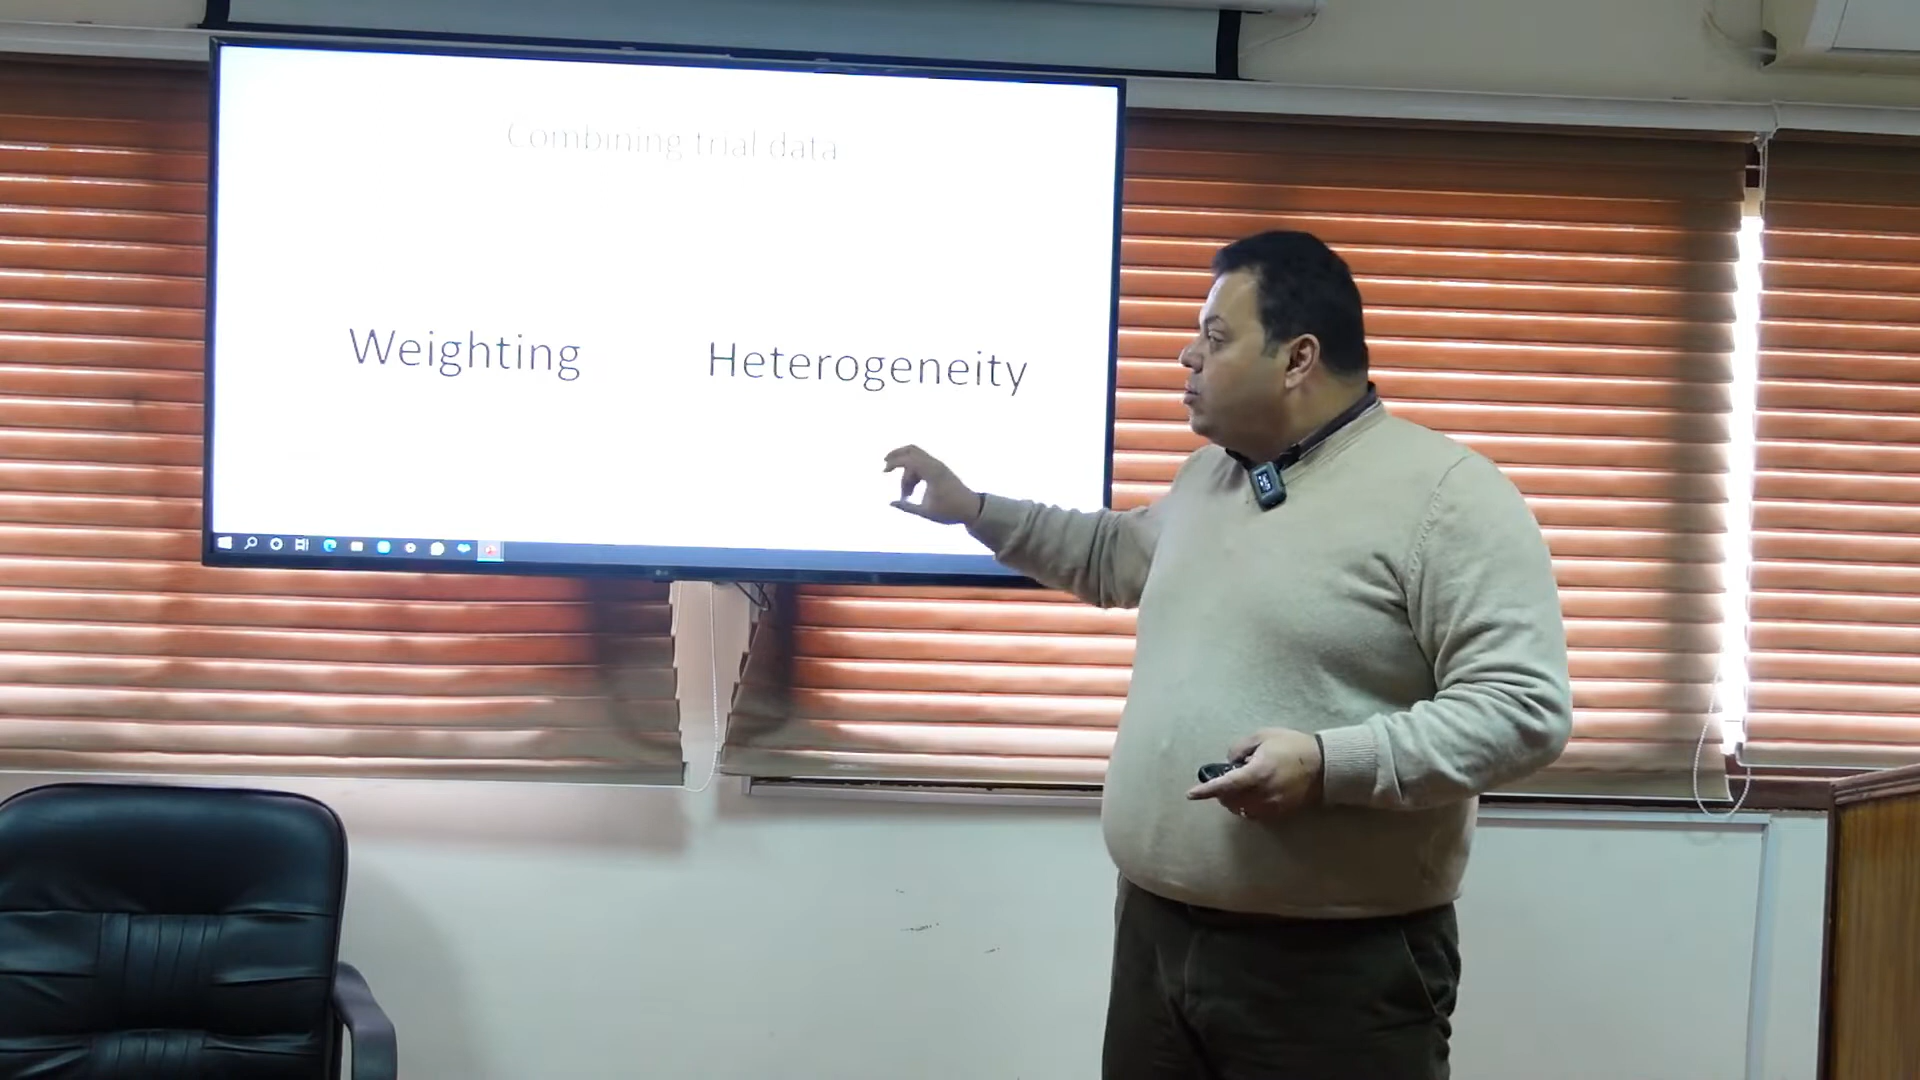 Combining trial data
Weighting
Heterogeneity